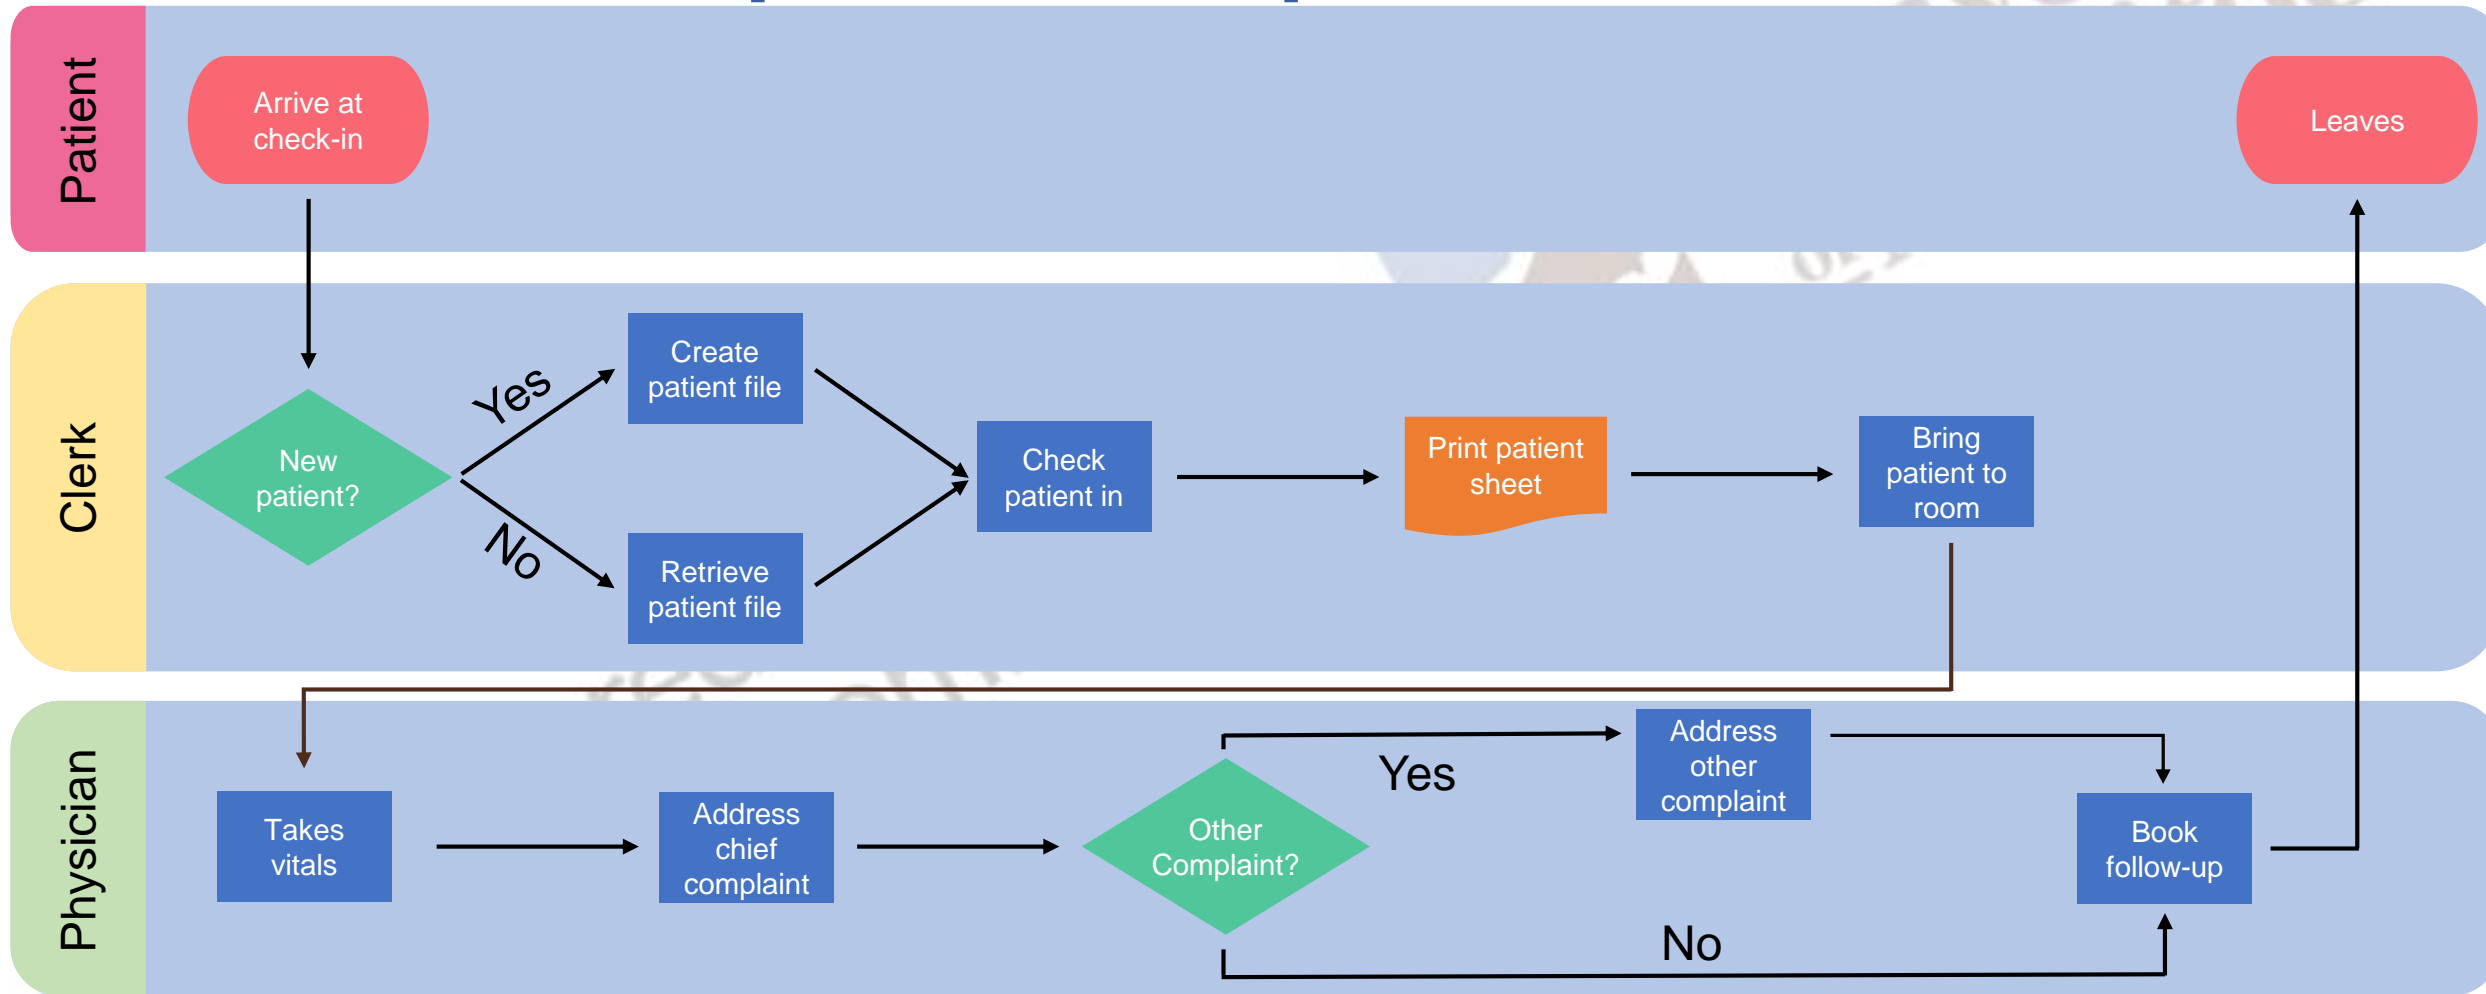 Patient
Arrive at
check-in
Leaves
Clerk
New
patient?
Yes
No
Create
patient file
Retrieve
patient file
Check
patient in
Print patient
sheet
Bring
patient to
room
Physician
Takes
vitals
Address
chief
complaint
Other
Complaint?
Yes
No
Address
other
complaint
Book
follow-up